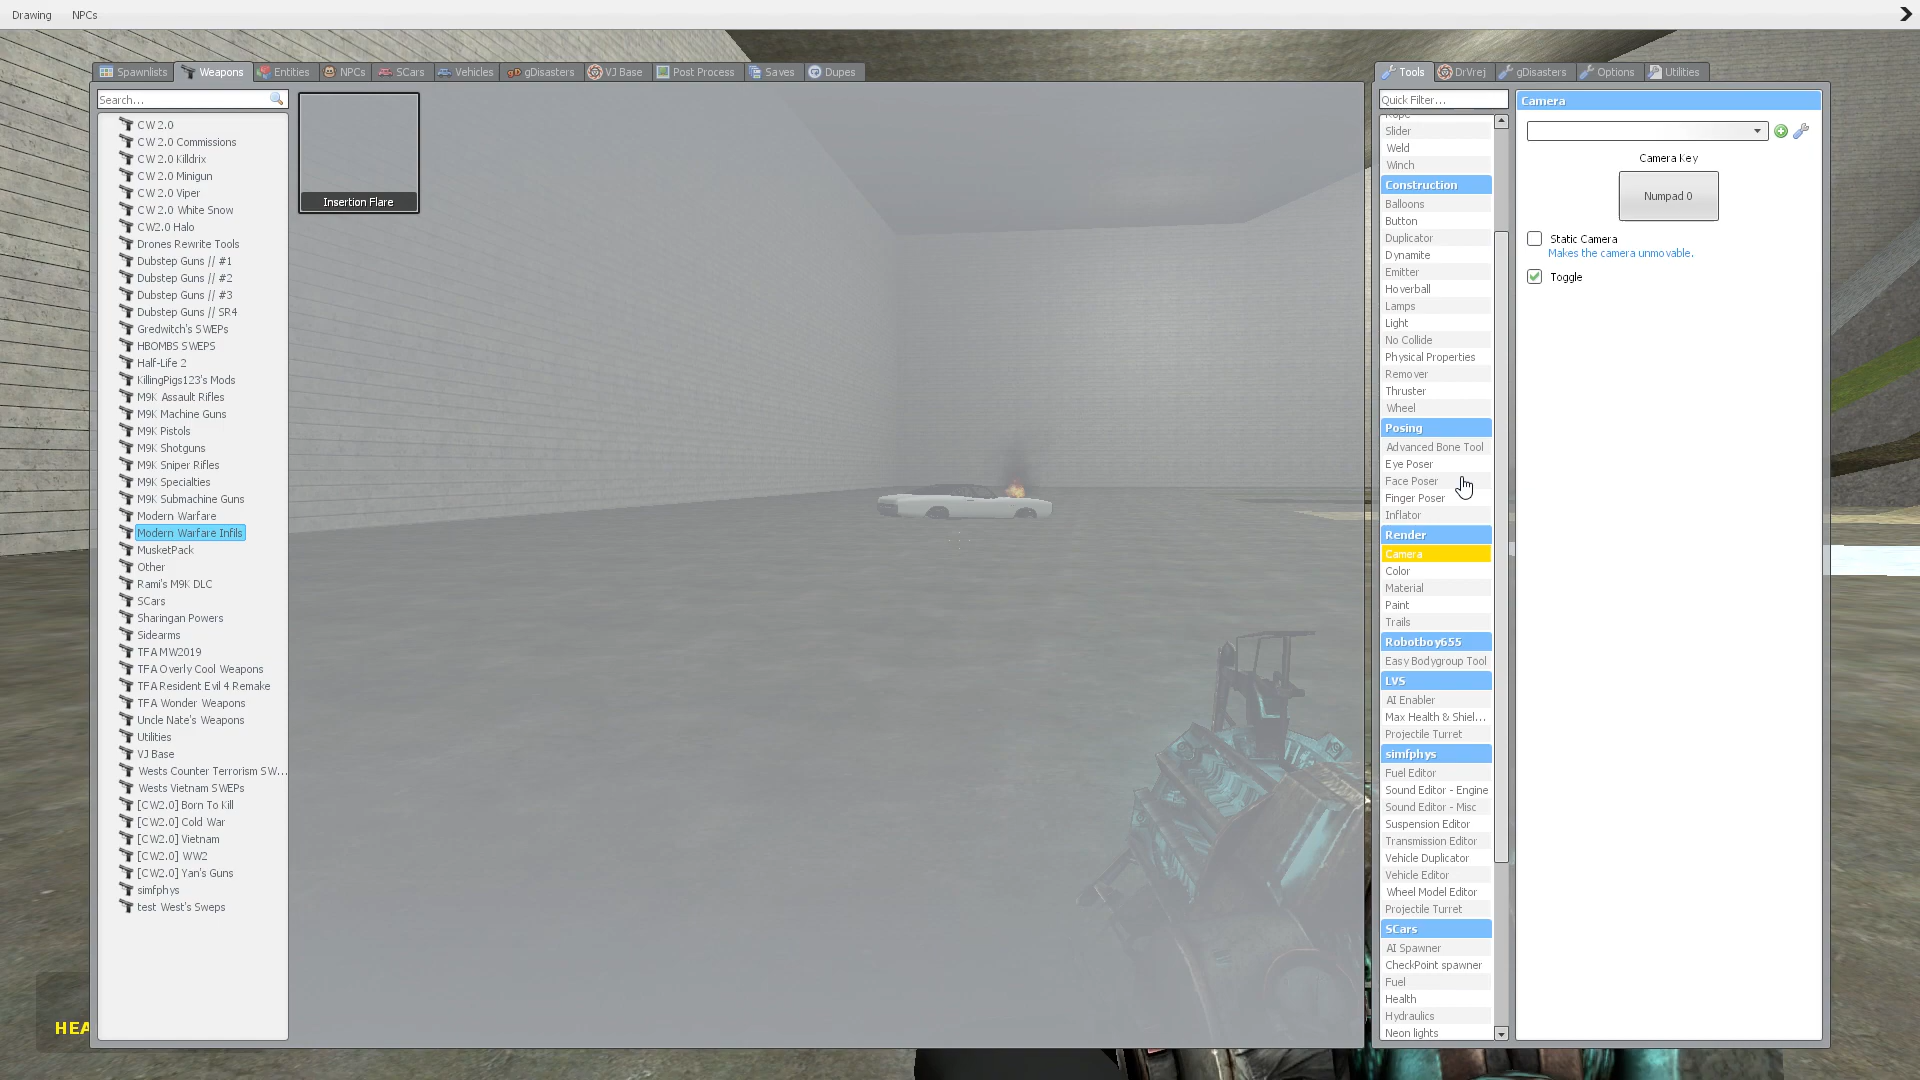 Drawing NPCs
Spawnlists Weapons Entities NPCs SCars Vehicles gDisasters VJ Base Post Process Saves Dupes
Search...
CW 2.0
CW 2.0 Commissions
CW 2.0 Killdrix
CW 2.0 Minigun
CW 2.0 Viper
CW 2.0 White Snow
CW2.0 Halo
Drones Rewrite Tools
Dubstep Guns // #1
Dubstep Guns // #2
Dubstep Guns // #3
Dubstep Guns // SR4
Gredwitch's SWEPs
HBOMBS SWEPS
Half-Life 2
KillingPigs123's Mods
M9K Assault Rifles
M9K Machine Guns
M9K Pistols
M9K Shotguns
M9K Sniper Rifles
M9K Specialties
M9K Submachine Guns
Modern Warfare
Modern Warfare Infils
MusketPack
Other
Rami's M9K DLC
SCars
Sharingan Powers
Sidearms
TFA MW2019
TFA Overly Cool Weapons
TFA Resident Evil 4 Remake
TFA Wonder Weapons
Uncle Nate's Weapons
Utilities
VJ Base
Wests Counter Terrorism SW...
Wests Vietnam SWEPs
[CW2.0] Born To Kill
[CW2.0] Cold War
[CW2.0] Vietnam
[CW2.0] WW2
[CW2.0] Yan's Guns
simfphys
test West's Sweps
Insertion Flare
HEA
Tools DrVrej gDisasters Options Utilities
Quick Filter...
Rope
Slider
Weld
Winch
Construction
Balloons
Button
Duplicator
Dynamite
Emitter
Hoverball
Lamps
Light
No Collide
Physical Properties
Remover
Thruster
Wheel
Posing
Advanced Bone Tool
Eye Poser
Face Poser
Finger Poser
Inflator
Render
Camera
Color
Material
Paint
Trails
Robotboy655
Easy Bodygroup Tool
LVS
AI Enabler
Max Health & Shiel...
Projectile Turret
simfphys
Fuel Editor
Sound Editor - Engine
Sound Editor - Misc
Suspension Editor
Transmission Editor
Vehicle Duplicator
Vehicle Editor
Wheel Model Editor
Projectile Turret
SCars
AI Spawner
CheckPoint spawner
Fuel
Health
Hydraulics
Neon lights
Camera
Camera Key
Numpad 0
Static Camera
Makes the camera unmovable.
Toggle